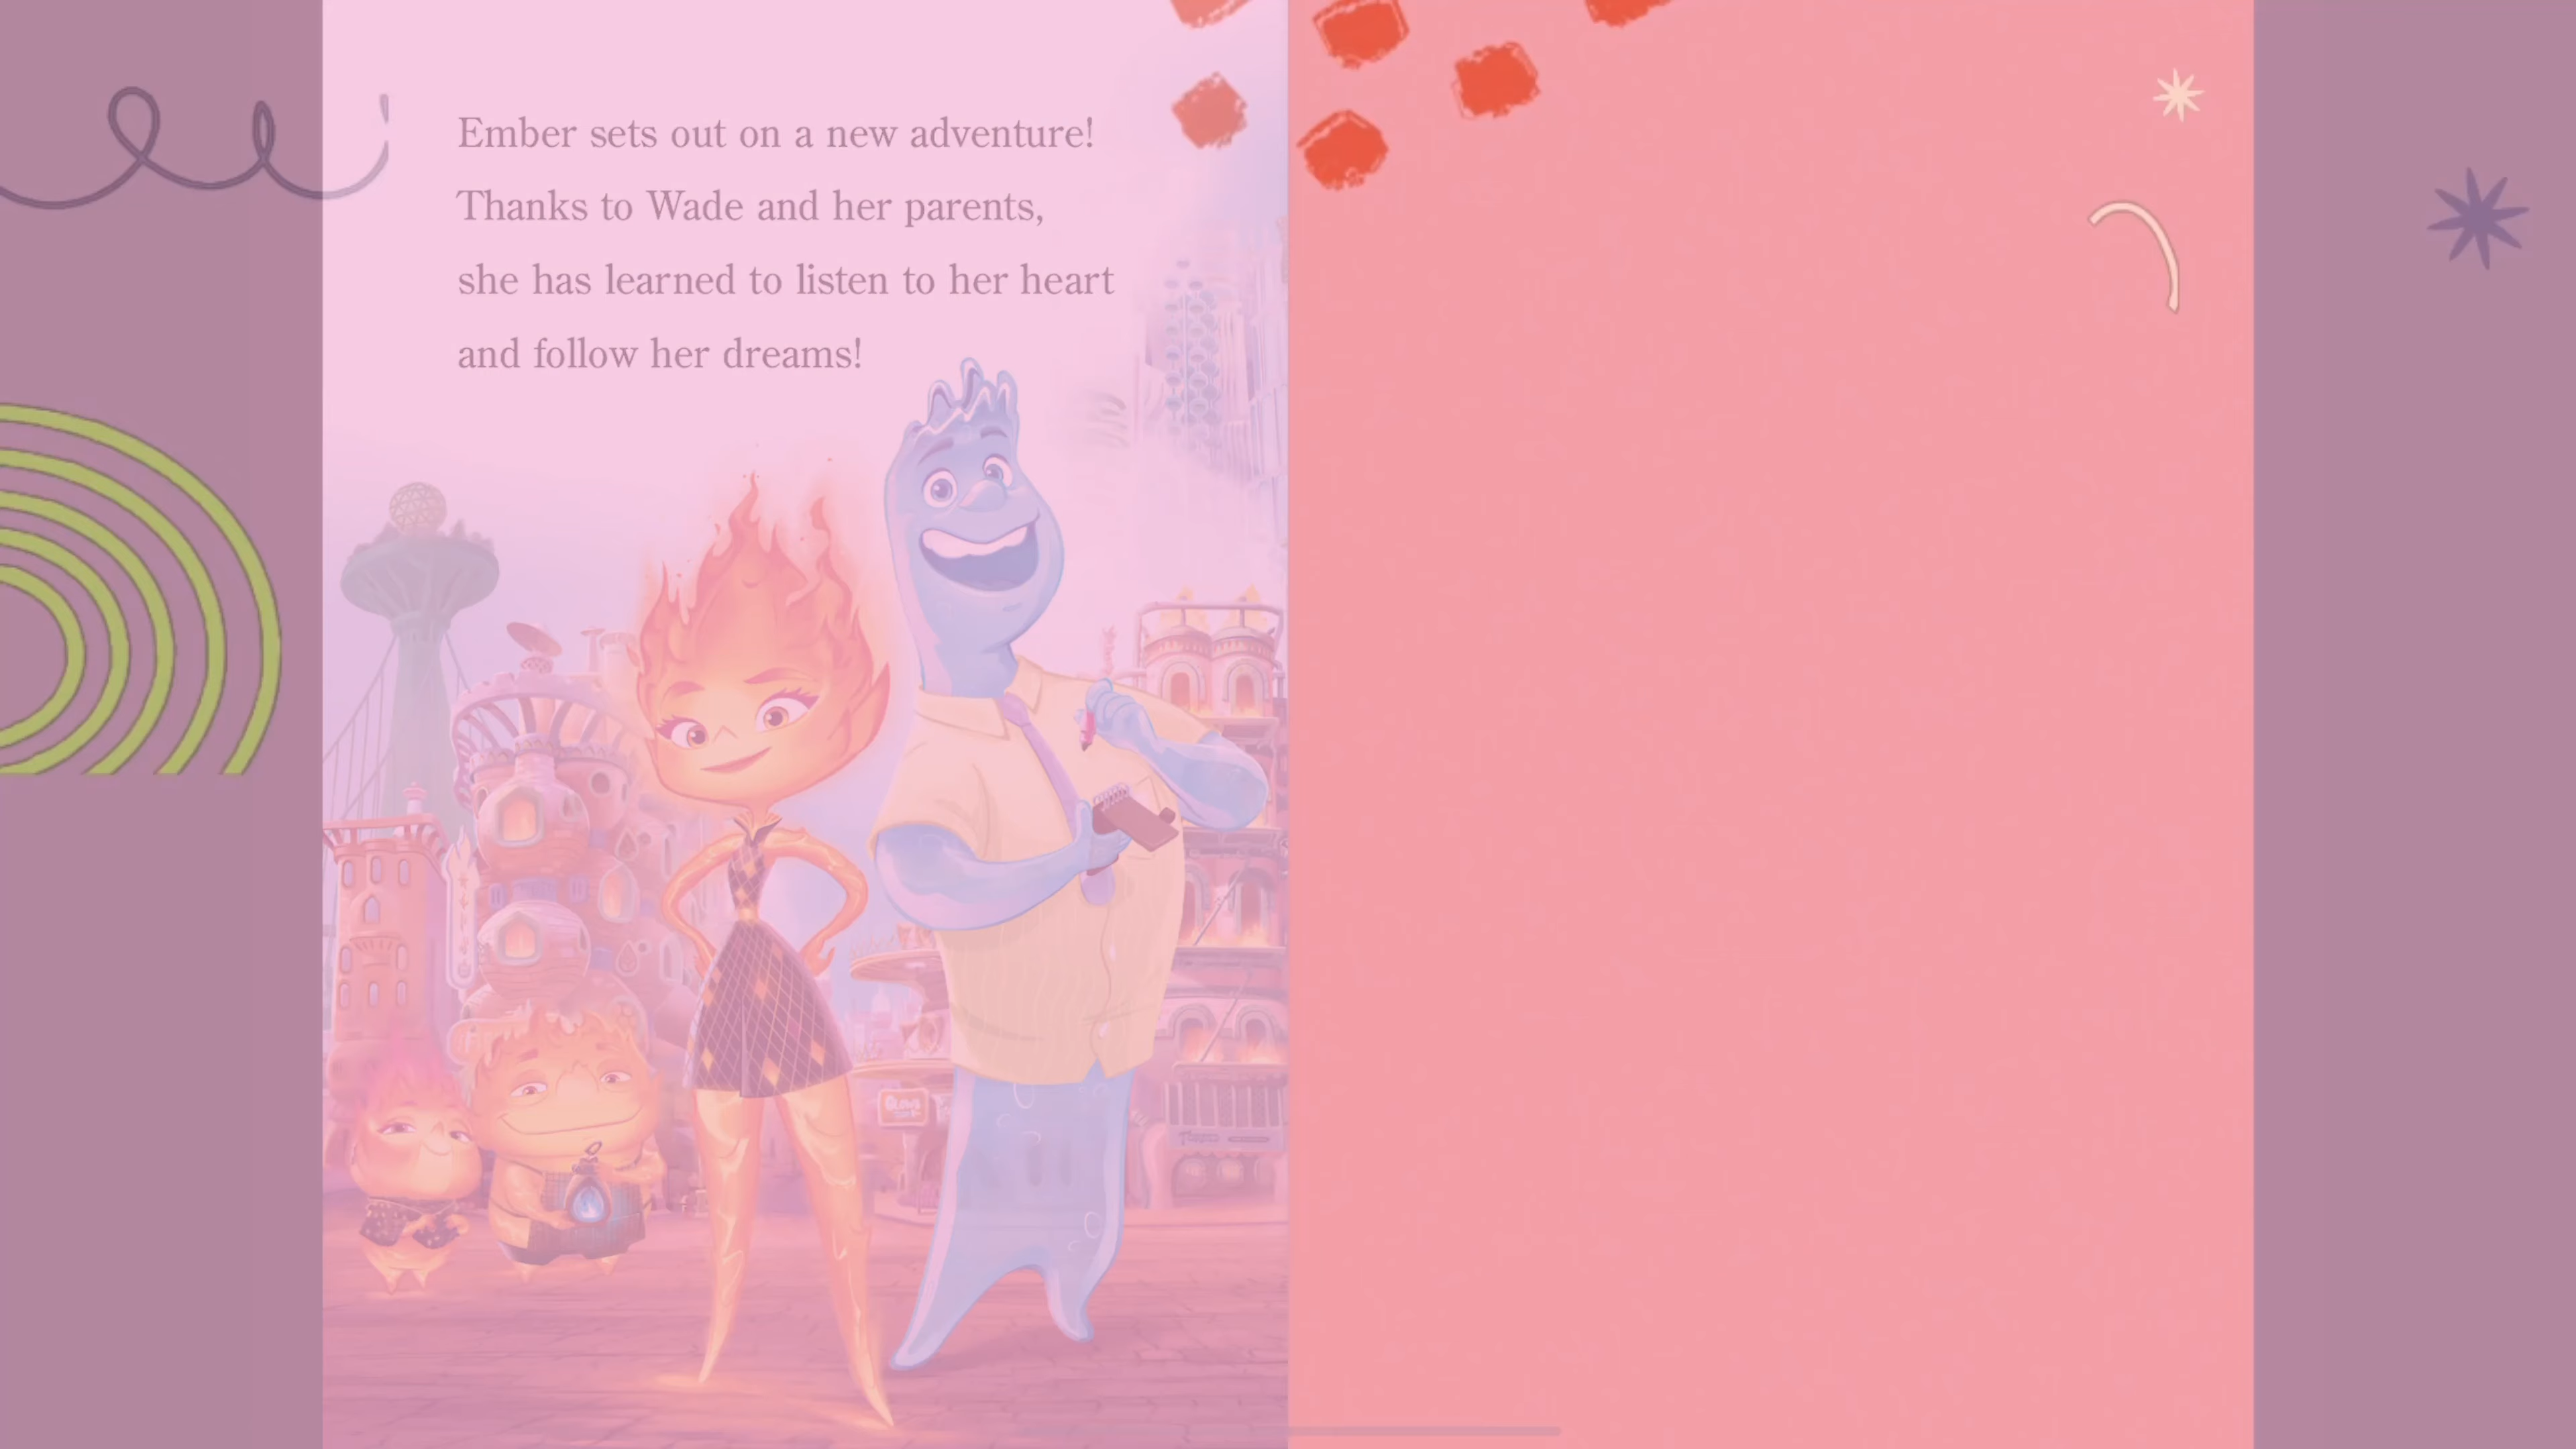 Ember sets out on a new adventure!
Thanks to Wade and her parents,
she has learned to listen to her heart
and follow her dreams!